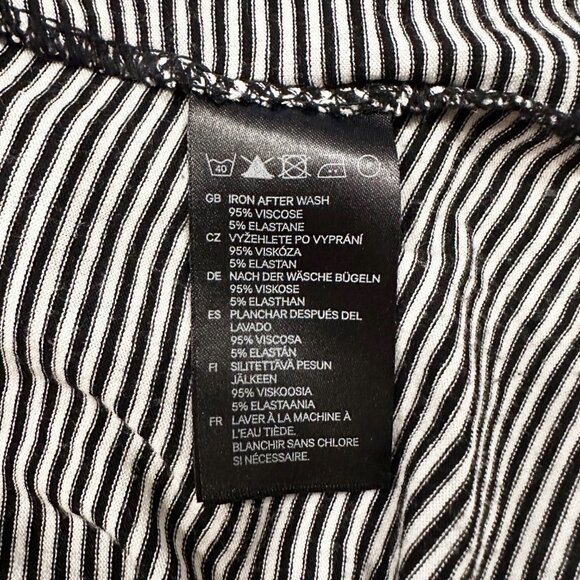 40
GB IRON AFTER WASH
95% VISCOSE
5% ELASTANE
CZ VYŽEHLETE PO VYPRÁNÍ
95% VISKÓZA
5% ELASTAN
DE NACH DER WÄSCHE BÜGELN
95% VISKOSE
5% ELASTHAN
ES PLANCHAR DESPUÉS DEL
LAVADO
95% VISCOSA
5% ELASTÁN
FI SILITETTÄVÄ PESUN
JÄLKEEN
95% VISKOOSIA
5% ELASTAANIA
FR LAVER À LA MACHINE À
L'EAU TIÈDE.
BLANCHIR SANS CHLORE
SI NÉCESSAIRE.